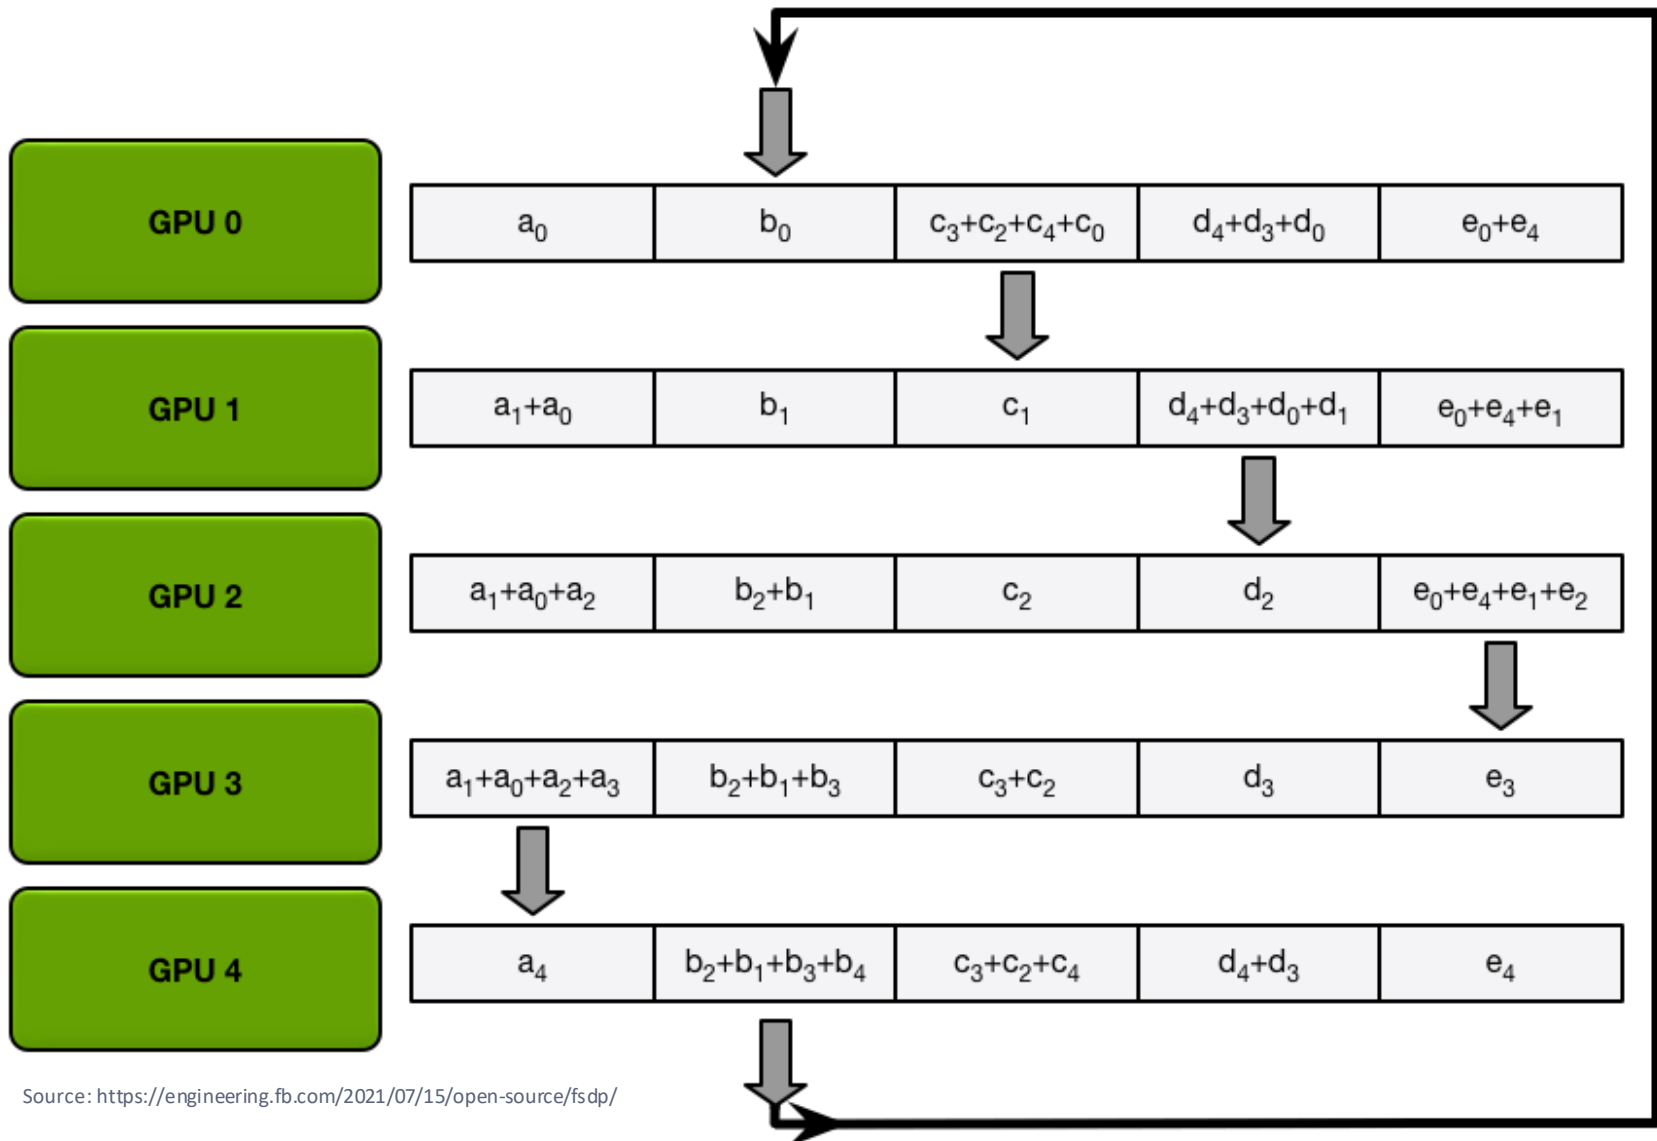 GPU 0
a₀ b₀ c₃+c₂+c₄+c₀ d₄+d₃+d₀ e₀+e₄
GPU 1
a₁+a₀ b₁ c₁ d₄+d₃+d₀+d₁ e₀+e₄+e₁
GPU 2
a₁+a₀+a₂ b₂+b₁ c₂ d₂ e₀+e₄+e₁+e₂
GPU 3
a₁+a₀+a₂+a₃ b₂+b₁+b₃ c₃+c₂ d₃ e₃
GPU 4
a₄ b₂+b₁+b₃+b₄ c₃+c₂+c₄ d₄+d₃ e₄
Source: https://engineering.fb.com/2021/07/15/open-source/fsdp/